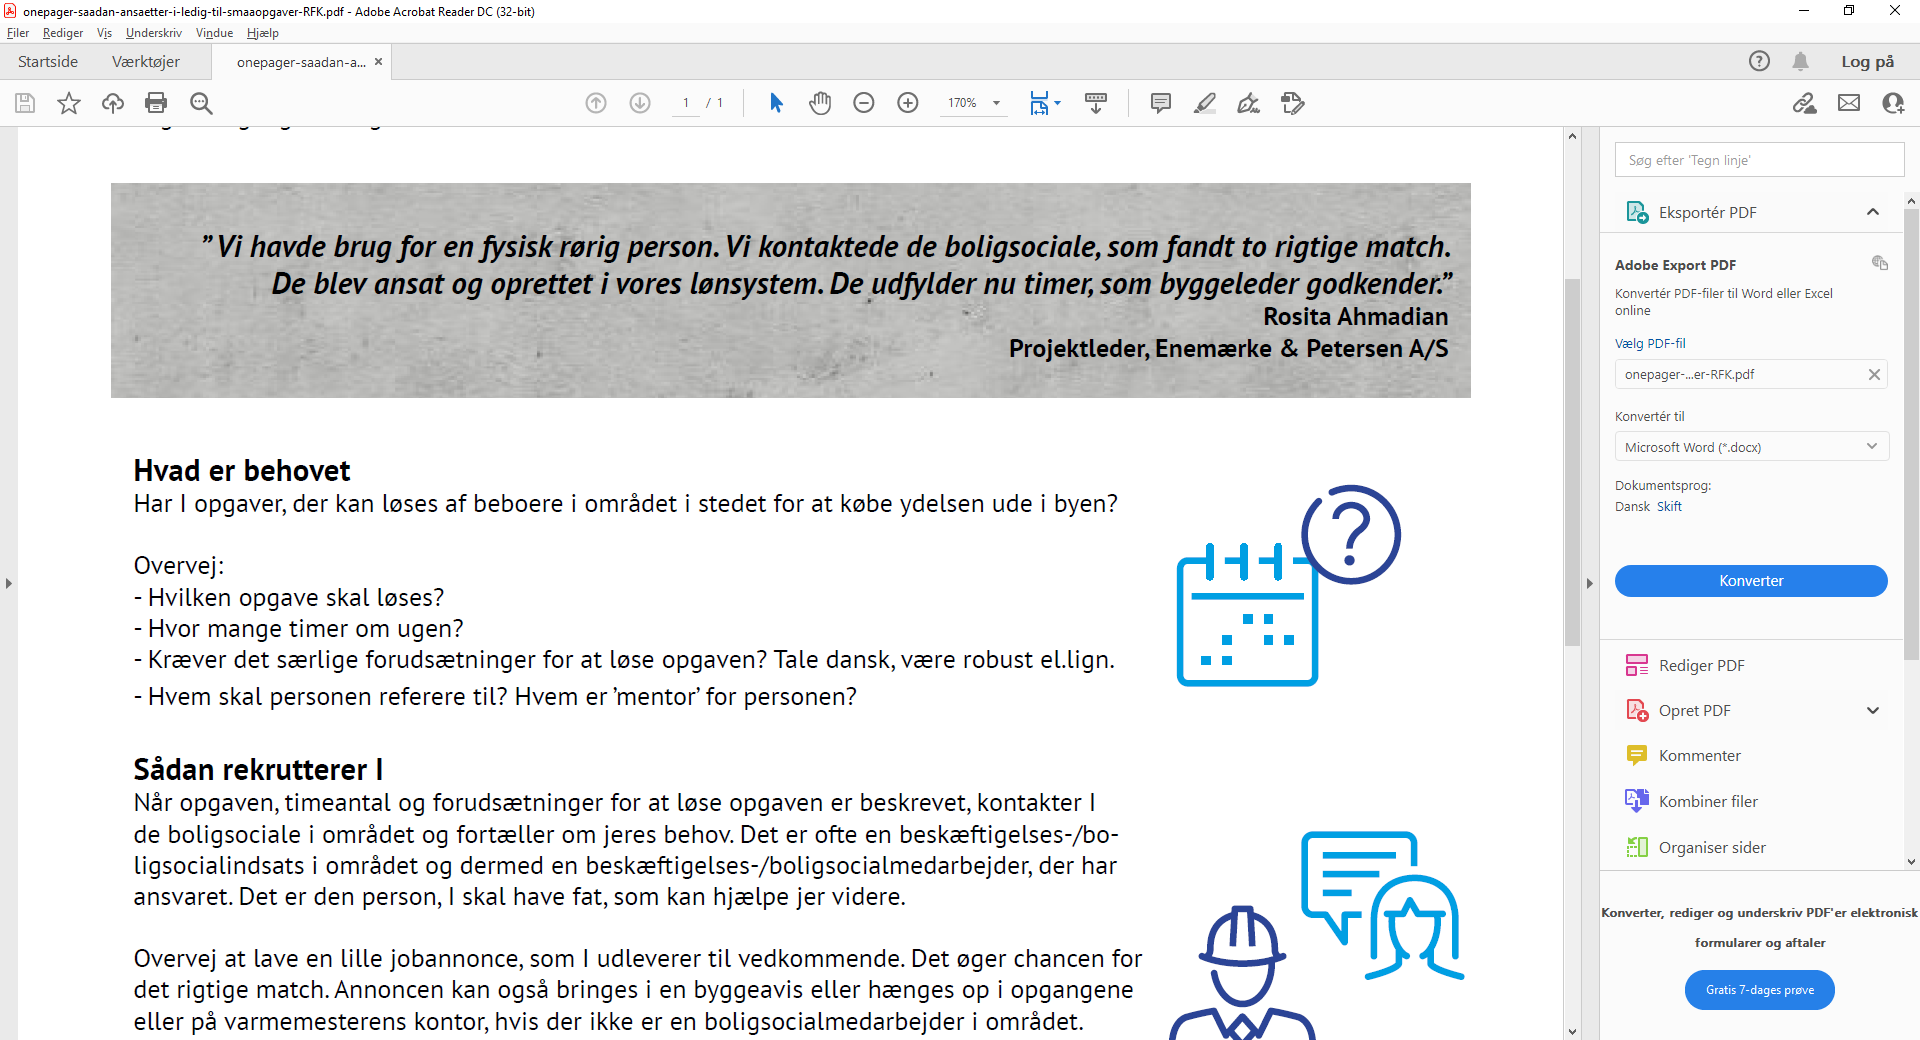 onepager-saadan-ansaetter-i-ledig-til-smaaopgaver-RFK.pdf - Adobe Acrobat Reader DC (32-bit)
Filer Rediger Vis Underskriv Vindue Hjælp
Startside Værktøjer onepager-saadan-a... Log på
1 / 1 170%
” Vi havde brug for en fysisk rørig person. Vi kontaktede de boligsociale, som fandt to rigtige match.
De blev ansat og oprettet i vores lønsystem. De udfylder nu timer, som byggeleder godkender.”
Rosita Ahmadian
Projektleder, Enemærke & Petersen A/S
Hvad er behovet
Har I opgaver, der kan løses af beboere i området i stedet for at købe ydelsen ude i byen?
Overvej:
- Hvilken opgave skal løses?
- Hvor mange timer om ugen?
- Kræver det særlige forudsætninger for at løse opgaven? Tale dansk, være robust el.lign.
- Hvem skal personen referere til? Hvem er ’mentor’ for personen?
Sådan rekrutterer I
Når opgaven, timeantal og forudsætninger for at løse opgaven er beskrevet, kontakter I
de boligsociale i området og fortæller om jeres behov. Det er ofte en beskæftigelses-/bo-
ligsocialindsats i området og dermed en beskæftigelses-/boligsocialmedarbejder, der har
ansvaret. Det er den person, I skal have fat, som kan hjælpe jer videre.
Overvej at lave en lille jobannonce, som I udleverer til vedkommende. Det øger chancen for
det rigtige match. Annoncen kan også bringes i en byggeavis eller hænges op i opgangene
eller på varmemesterens kontor, hvis der ikke er en boligsocialmedarbejder i området.
Søg efter 'Tegn linje'
Eksportér PDF
Adobe Export PDF
Konvertér PDF-filer til Word eller Excel
online
Vælg PDF-fil
onepager-...er-RFK.pdf
Konvertér til
Microsoft Word (*.docx)
Dokumentsprog:
Dansk Skift
Konverter
Rediger PDF
Opret PDF
Kommenter
Kombiner filer
Organiser sider
Konverter, rediger og underskriv PDF'er elektronisk
formularer og aftaler
Gratis 7-dages prøve